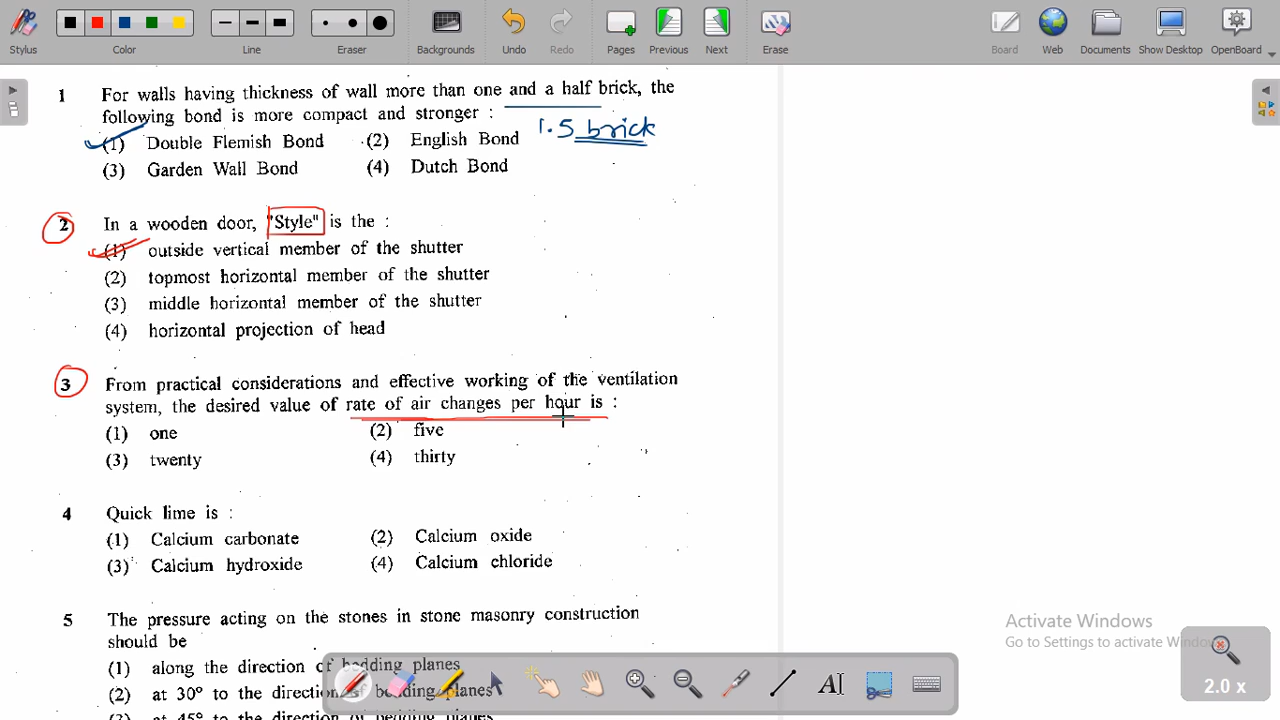 Stylus
Color
Line
Eraser
Backgrounds
Undo
Redo
Pages
Previous
Next
Erase
Board
Web
Documents
Show Desktop
OpenBoard
1 For walls having thickness of wall more than one and a half brick, the
following bond is more compact and stronger :
1.5 brick
(1) Double Flemish Bond (2) English Bond
(3) Garden Wall Bond (4) Dutch Bond
2 In a wooden door, "Style" is the :
(1) outside vertical member of the shutter
(2) topmost horizontal member of the shutter
(3) middle horizontal member of the shutter
(4) horizontal projection of head
3 From practical considerations and effective working of the ventilation
system, the desired value of rate of air changes per hour is :
(1) one (2) five
(3) twenty (4) thirty
4 Quick lime is :
(1) Calcium carbonate (2) Calcium oxide
(3) Calcium hydroxide (4) Calcium chloride
5 The pressure acting on the stones in stone masonry construction
should be
(1) along the direction of bedding planes
(2) at 30° to the direction of bedding planes
(3) at 45° to the direction of bedding planes
Activate Windows
Go to Settings to activate Windows
2.0 x